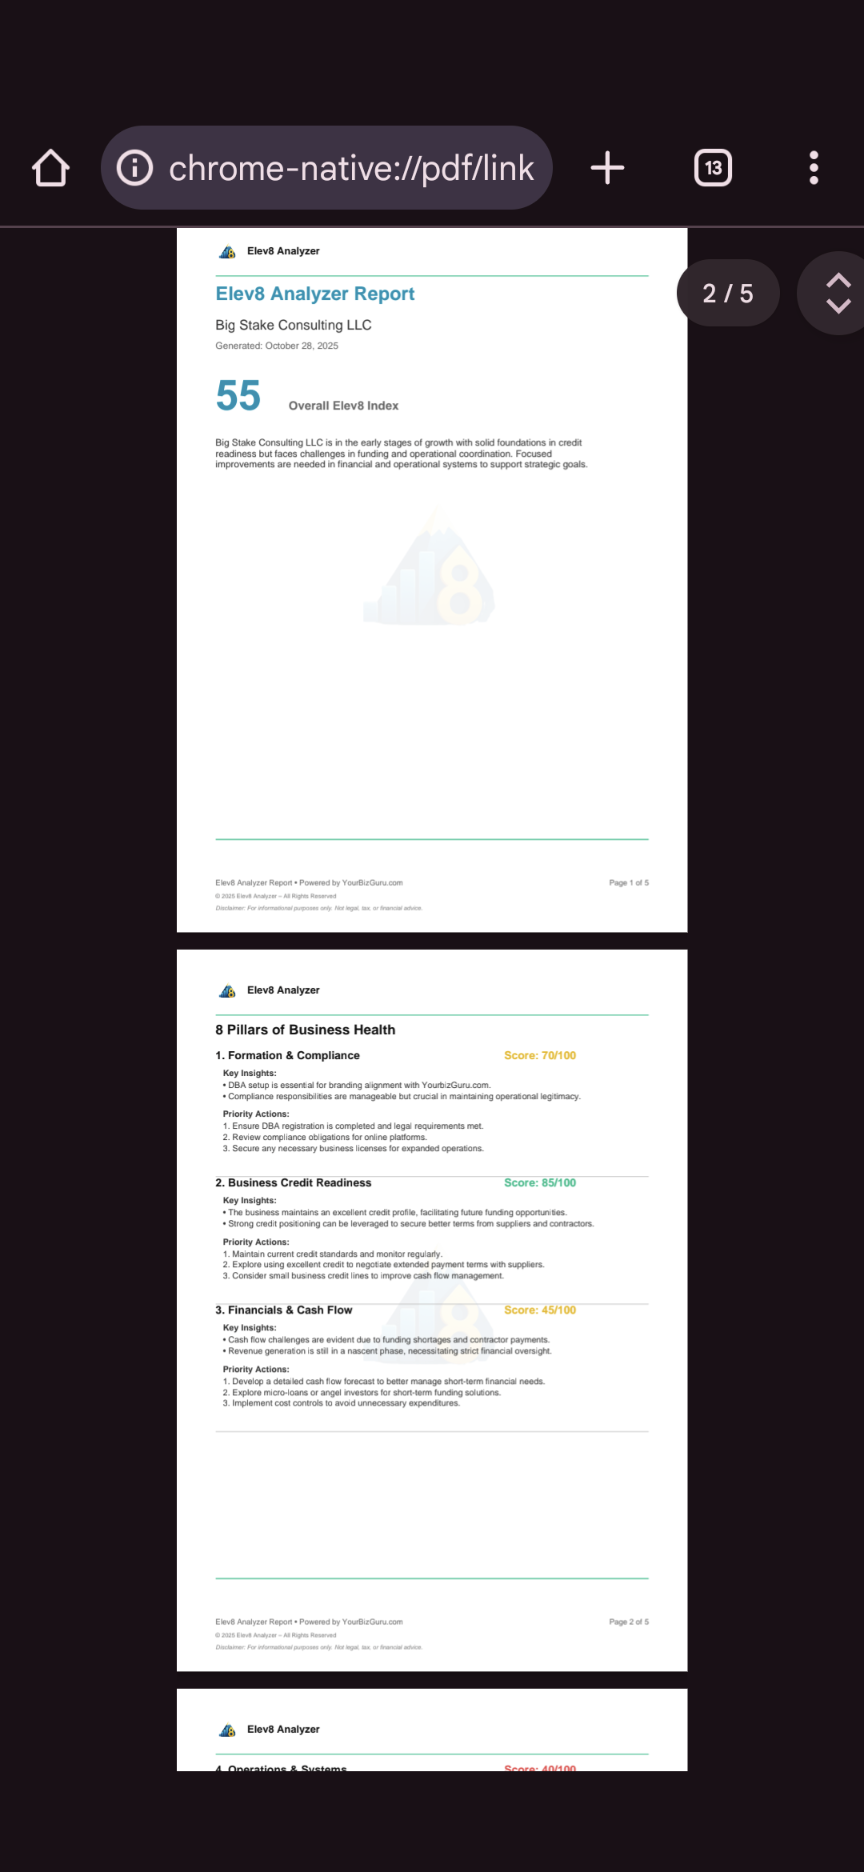 chrome-native://pdf/link
13
2 / 5
Elev8 Analyzer
Elev8 Analyzer Report
Big Stake Consulting LLC
Generated: October 28, 2025
55 Overall Elev8 Index
Big Stake Consulting LLC is in the early stages of growth with solid foundations in credit
readiness but faces challenges in funding and operational coordination. Focused
improvements are needed in financial and operational systems to support strategic goals.
8
Elev8 Analyzer Report • Powered by YourBizGuru.com Page 1 of 5
© 2025 Elev8 Analyzer – All Rights Reserved
Disclaimer: For informational purposes only. Not legal, tax, or financial advice.
Elev8 Analyzer
8 Pillars of Business Health
1. Formation & Compliance Score: 70/100
Key Insights:
• DBA setup is essential for branding alignment with YourbizGuru.com.
• Compliance responsibilities are manageable but crucial in maintaining operational legitimacy.
Priority Actions:
1. Ensure DBA registration is completed and legal requirements met.
2. Review compliance obligations for online platforms.
3. Secure any necessary business licenses for expanded operations.
2. Business Credit Readiness Score: 85/100
Key Insights:
• The business maintains an excellent credit profile, facilitating future funding opportunities.
• Strong credit positioning can be leveraged to secure better terms from suppliers and contractors.
Priority Actions:
1. Maintain current credit standards and monitor regularly.
2. Explore using excellent credit to negotiate extended payment terms with suppliers.
3. Consider small business credit lines to improve cash flow management.
3. Financials & Cash Flow Score: 45/100
Key Insights:
• Cash flow challenges are evident due to funding shortages and contractor payments.
• Revenue generation is still in a nascent phase, necessitating strict financial oversight.
Priority Actions:
1. Develop a detailed cash flow forecast to better manage short-term financial needs.
2. Explore micro-loans or angel investors for short-term funding solutions.
3. Implement cost controls to avoid unnecessary expenditures.
Elev8 Analyzer Report • Powered by YourBizGuru.com Page 2 of 5
© 2025 Elev8 Analyzer – All Rights Reserved
Disclaimer: For informational purposes only. Not legal, tax, or financial advice.
Elev8 Analyzer
4. Operations & Systems Score: 40/100